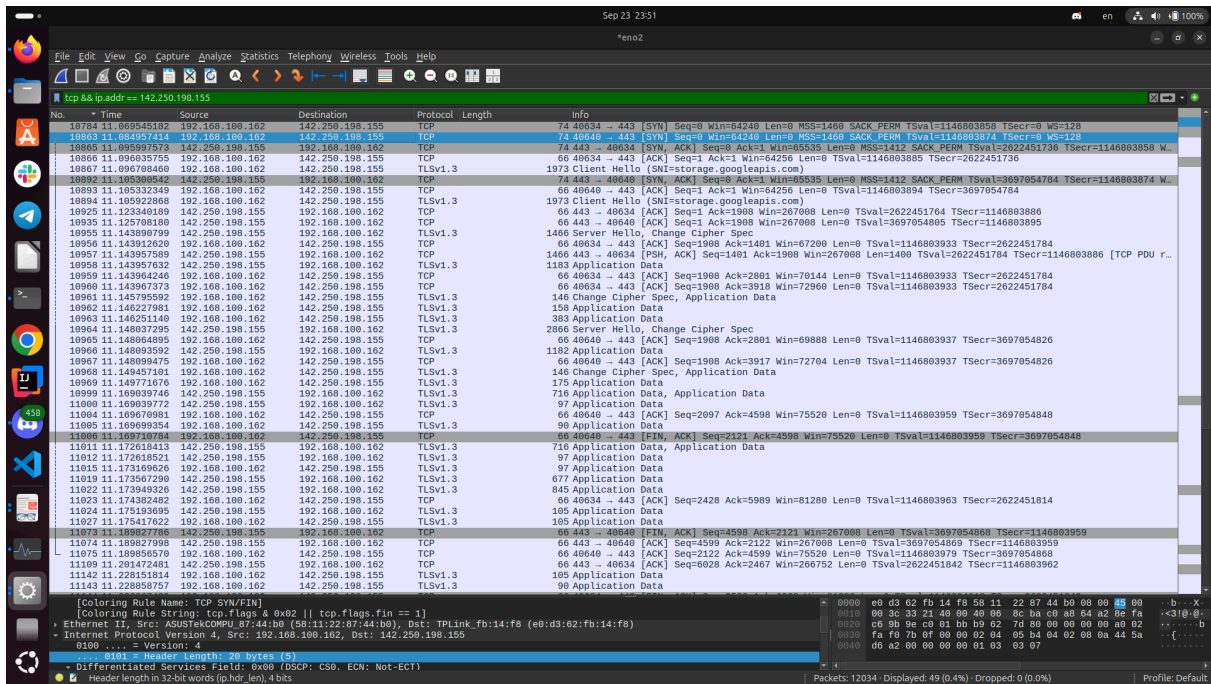 Sep 23 23:51
en
100%
*eno2
File Edit View Go Capture Analyze Statistics Telephony Wireless Tools Help
tcp && ip.addr == 142.250.198.155
No. Time Source Destination Protocol Length Info
10784 11.069545182 192.168.100.162 142.250.198.155 TCP 74 40634 → 443 [SYN] Seq=0 Win=64240 Len=0 MSS=1460 SACK_PERM TSval=1146803858 TSecr=0 WS=128
10863 11.084957414 192.168.100.162 142.250.198.155 TCP 74 40640 → 443 [SYN] Seq=0 Win=64240 Len=0 MSS=1460 SACK_PERM TSval=1146803874 TSecr=0 WS=128
10865 11.095997573 142.250.198.155 192.168.100.162 TCP 74 443 → 40634 [SYN, ACK] Seq=0 Ack=1 Win=65535 Len=0 MSS=1412 SACK_PERM TSval=2622451736 TSecr=1146803858 W…
10866 11.096035755 192.168.100.162 142.250.198.155 TCP 66 40634 → 443 [ACK] Seq=1 Ack=1 Win=64256 Len=0 TSval=1146803885 TSecr=2622451736
10867 11.096708460 192.168.100.162 142.250.198.155 TLSv1.3 1973 Client Hello (SNI=storage.googleapis.com)
10892 11.105300542 142.250.198.155 192.168.100.162 TCP 74 443 → 40640 [SYN, ACK] Seq=0 Ack=1 Win=65535 Len=0 MSS=1412 SACK_PERM TSval=3697054784 TSecr=1146803874 W…
10893 11.105332349 192.168.100.162 142.250.198.155 TCP 66 40640 → 443 [ACK] Seq=1 Ack=1 Win=64256 Len=0 TSval=1146803894 TSecr=3697054784
10894 11.105922868 192.168.100.162 142.250.198.155 TLSv1.3 1973 Client Hello (SNI=storage.googleapis.com)
10925 11.123340189 142.250.198.155 192.168.100.162 TCP 66 443 → 40634 [ACK] Seq=1 Ack=1908 Win=267008 Len=0 TSval=2622451764 TSecr=1146803886
10935 11.125708180 142.250.198.155 192.168.100.162 TCP 66 443 → 40640 [ACK] Seq=1 Ack=1908 Win=267008 Len=0 TSval=3697054805 TSecr=1146803895
10955 11.143890799 142.250.198.155 192.168.100.162 TLSv1.3 1466 Server Hello, Change Cipher Spec
10956 11.143912620 192.168.100.162 142.250.198.155 TCP 66 40634 → 443 [ACK] Seq=1908 Ack=1401 Win=67200 Len=0 TSval=1146803933 TSecr=2622451784
10957 11.143957589 142.250.198.155 192.168.100.162 TCP 1466 443 → 40634 [PSH, ACK] Seq=1401 Ack=1908 Win=267008 Len=1400 TSval=2622451784 TSecr=1146803886 [TCP PDU r…
10958 11.143957632 142.250.198.155 192.168.100.162 TLSv1.3 1183 Application Data
10959 11.143964246 192.168.100.162 142.250.198.155 TCP 66 40634 → 443 [ACK] Seq=1908 Ack=2801 Win=70144 Len=0 TSval=1146803933 TSecr=2622451784
10960 11.143967373 192.168.100.162 142.250.198.155 TCP 66 40634 → 443 [ACK] Seq=1908 Ack=3918 Win=72960 Len=0 TSval=1146803933 TSecr=2622451784
10961 11.145795592 192.168.100.162 142.250.198.155 TLSv1.3 146 Change Cipher Spec, Application Data
10962 11.146227981 192.168.100.162 142.250.198.155 TLSv1.3 158 Application Data
10963 11.146251140 192.168.100.162 142.250.198.155 TLSv1.3 383 Application Data
10964 11.148037295 142.250.198.155 192.168.100.162 TLSv1.3 2866 Server Hello, Change Cipher Spec
10965 11.148064895 192.168.100.162 142.250.198.155 TCP 66 40640 → 443 [ACK] Seq=1908 Ack=2801 Win=69888 Len=0 TSval=1146803937 TSecr=3697054826
10966 11.148093592 142.250.198.155 192.168.100.162 TLSv1.3 1182 Application Data
10967 11.148099475 192.168.100.162 142.250.198.155 TCP 66 40640 → 443 [ACK] Seq=1908 Ack=3917 Win=72704 Len=0 TSval=1146803937 TSecr=3697054826
10968 11.149457101 192.168.100.162 142.250.198.155 TLSv1.3 146 Change Cipher Spec, Application Data
10969 11.149771676 192.168.100.162 142.250.198.155 TLSv1.3 175 Application Data
10999 11.169039746 142.250.198.155 192.168.100.162 TLSv1.3 716 Application Data, Application Data
11000 11.169039772 142.250.198.155 192.168.100.162 TLSv1.3 97 Application Data
11004 11.169670981 192.168.100.162 142.250.198.155 TCP 66 40640 → 443 [ACK] Seq=2097 Ack=4598 Win=75520 Len=0 TSval=1146803959 TSecr=3697054848
11005 11.169699354 192.168.100.162 142.250.198.155 TLSv1.3 90 Application Data
11006 11.169710784 192.168.100.162 142.250.198.155 TCP 66 40640 → 443 [FIN, ACK] Seq=2121 Ack=4598 Win=75520 Len=0 TSval=1146803959 TSecr=3697054848
11011 11.172618413 142.250.198.155 192.168.100.162 TLSv1.3 716 Application Data, Application Data
11012 11.172618521 142.250.198.155 192.168.100.162 TLSv1.3 97 Application Data
11015 11.173169626 192.168.100.162 142.250.198.155 TLSv1.3 97 Application Data
11019 11.173567290 142.250.198.155 192.168.100.162 TLSv1.3 677 Application Data
11022 11.173949326 142.250.198.155 192.168.100.162 TLSv1.3 845 Application Data
11023 11.174382482 192.168.100.162 142.250.198.155 TCP 66 40634 → 443 [ACK] Seq=2428 Ack=5989 Win=81280 Len=0 TSval=1146803963 TSecr=2622451814
11024 11.175193695 142.250.198.155 192.168.100.162 TLSv1.3 105 Application Data
11027 11.175417622 192.168.100.162 142.250.198.155 TLSv1.3 105 Application Data
11073 11.189827786 142.250.198.155 192.168.100.162 TCP 66 443 → 40640 [FIN, ACK] Seq=4598 Ack=2121 Win=267008 Len=0 TSval=3697054868 TSecr=1146803959
11074 11.189827998 142.250.198.155 192.168.100.162 TCP 66 443 → 40640 [ACK] Seq=4599 Ack=2122 Win=267008 Len=0 TSval=3697054869 TSecr=1146803959
11075 11.189856570 192.168.100.162 142.250.198.155 TCP 66 40640 → 443 [ACK] Seq=2122 Ack=4599 Win=75520 Len=0 TSval=1146803979 TSecr=3697054868
11109 11.201472481 142.250.198.155 192.168.100.162 TCP 66 443 → 40634 [ACK] Seq=6028 Ack=2467 Win=266752 Len=0 TSval=2622451842 TSecr=1146803962
11142 11.228151814 192.168.100.162 142.250.198.155 TLSv1.3 105 Application Data
11143 11.228858757 192.168.100.162 142.250.198.155 TLSv1.3 90 Application Data
458
[Coloring Rule Name: TCP SYN/FIN]
[Coloring Rule String: tcp.flags & 0x02 || tcp.flags.fin == 1]
Ethernet II, Src: ASUSTekCOMPU_87:44:b0 (58:11:22:87:44:b0), Dst: TPLink_fb:14:f8 (e0:d3:62:fb:14:f8)
Internet Protocol Version 4, Src: 192.168.100.162, Dst: 142.250.198.155
0100 .... = Version: 4
.... 0101 = Header Length: 20 bytes (5)
Differentiated Services Field: 0x00 (DSCP: CS0, ECN: Not-ECT)
0000 e0 d3 62 fb 14 f8 58 11 22 87 44 b0 08 00 45 00 ··b···X·
0010 00 3c 33 21 40 00 40 06 8c ba c0 a8 64 a2 8e fa ·<3!@·@·
0020 c6 9b 9e c0 01 bb b9 62 7d 80 00 00 00 00 a0 02 ·······b
0030 fa f0 7b 0f 00 00 02 04 05 b4 04 02 08 0a 44 5a ··{·····
0040 d6 a2 00 00 00 00 01 03 03 07
Header length in 32-bit words (ip.hdr_len), 4 bits
Packets: 12034 · Displayed: 49 (0.4%) · Dropped: 0 (0.0%)
Profile: Default